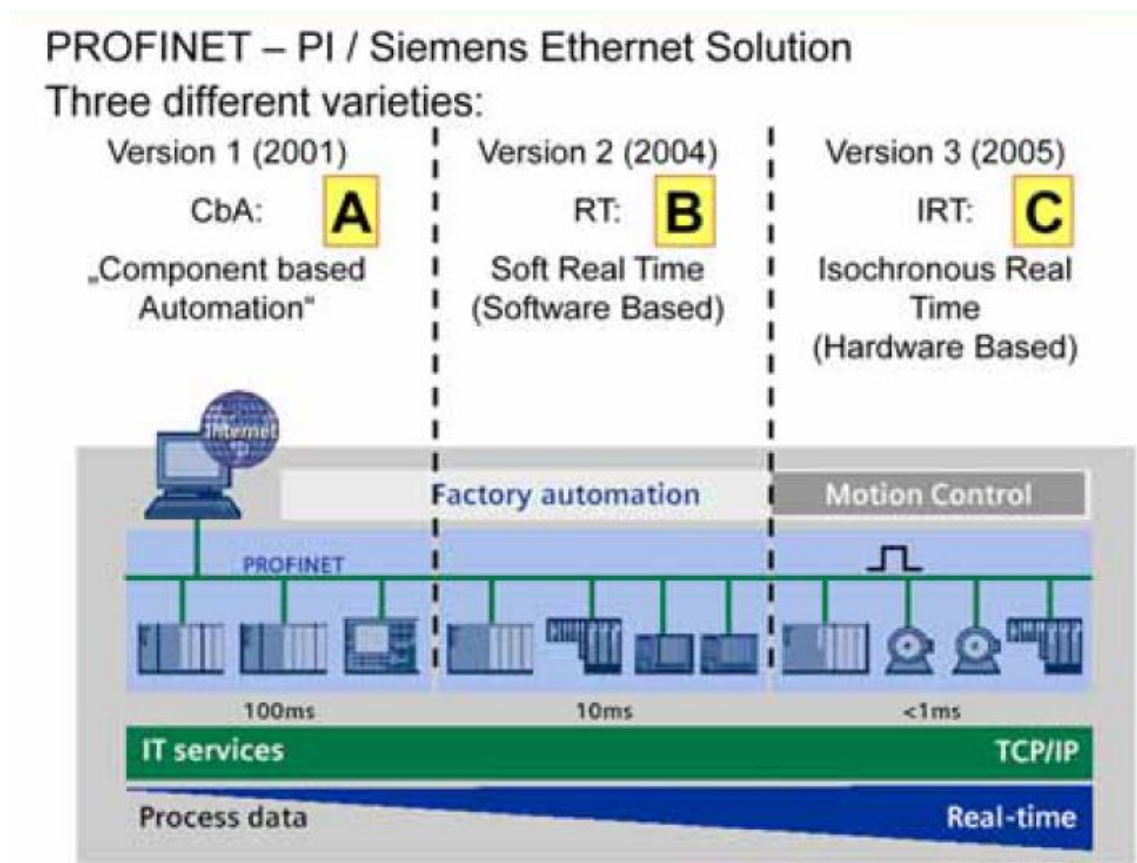 PROFINET – PI / Siemens Ethernet Solution
Three different varieties:
Version 1 (2001)
CbA: A
„Component based
Automation“
Version 2 (2004)
RT: B
Soft Real Time
(Software Based)
Version 3 (2005)
IRT: C
Isochronous Real
Time
(Hardware Based)
Internet
Factory automation
Motion Control
PROFINET
100ms
10ms
<1ms
IT services
TCP/IP
Process data
Real-time